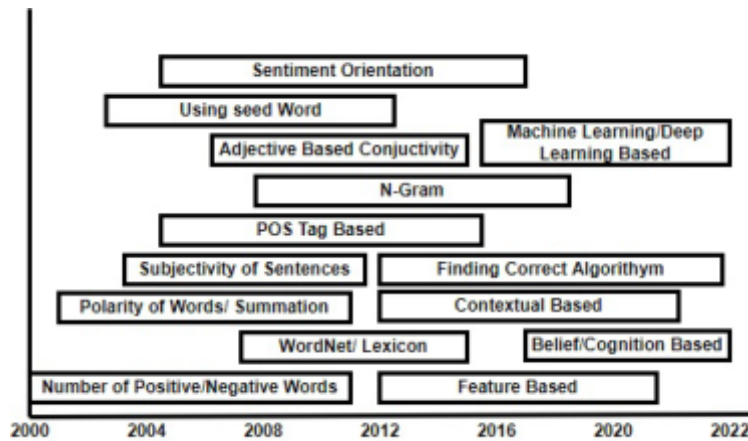 Sentiment Orientation
Using seed Word
Machine Learning/Deep
Learning Based
Adjective Based Conjuctivity
N-Gram
POS Tag Based
Subjectivity of Sentences
Finding Correct Algorithym
Polarity of Words/ Summation
Contextual Based
WordNet/ Lexicon
Belief/Cognition Based
Number of Positive/Negative Words
Feature Based
2000 2004 2008 2012 2016 2020 2022